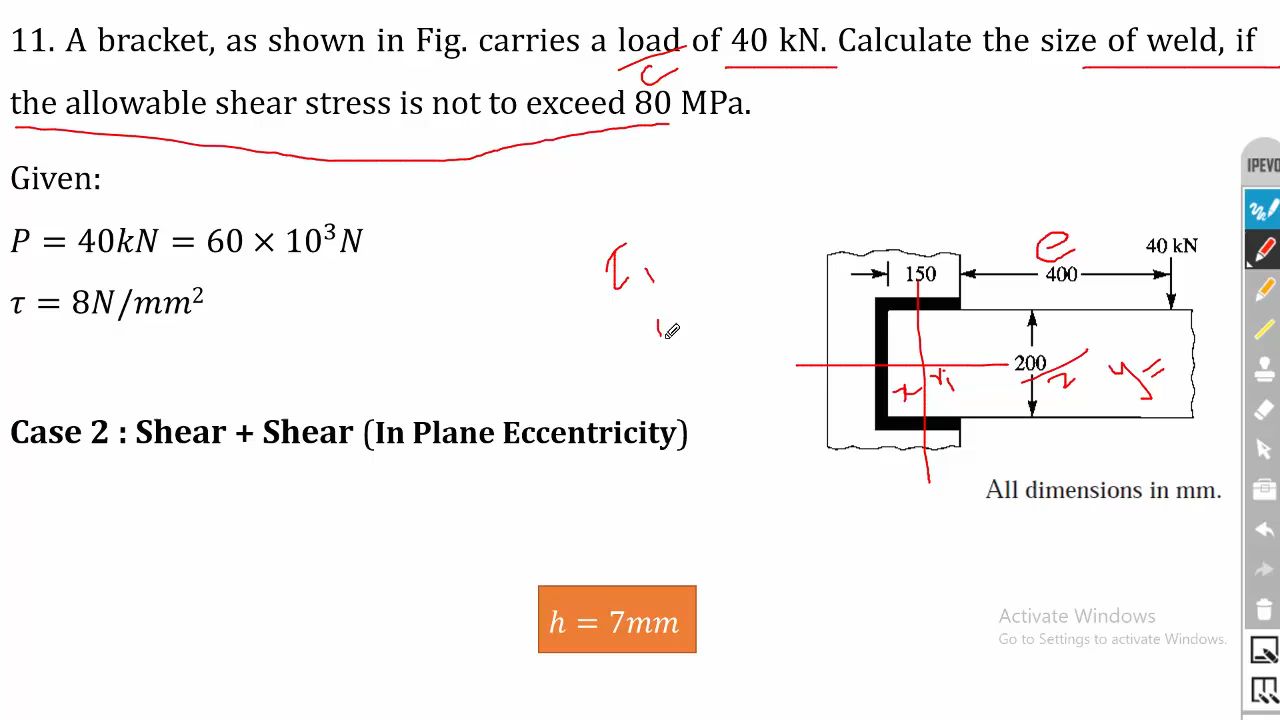 11. A bracket, as shown in Fig. carries a load of 40 kN. Calculate the size of weld, if
the allowable shear stress is not to exceed 80 MPa.
Given:
P = 40kN = 60 × 10³N
τ = 8N/mm²
τ₁
e
40 kN
150
400
200
2
y =
x
r₁
Case 2 : Shear + Shear (In Plane Eccentricity)
All dimensions in mm.
h = 7mm
Activate Windows
Go to Settings to activate Windows.
IPEVO